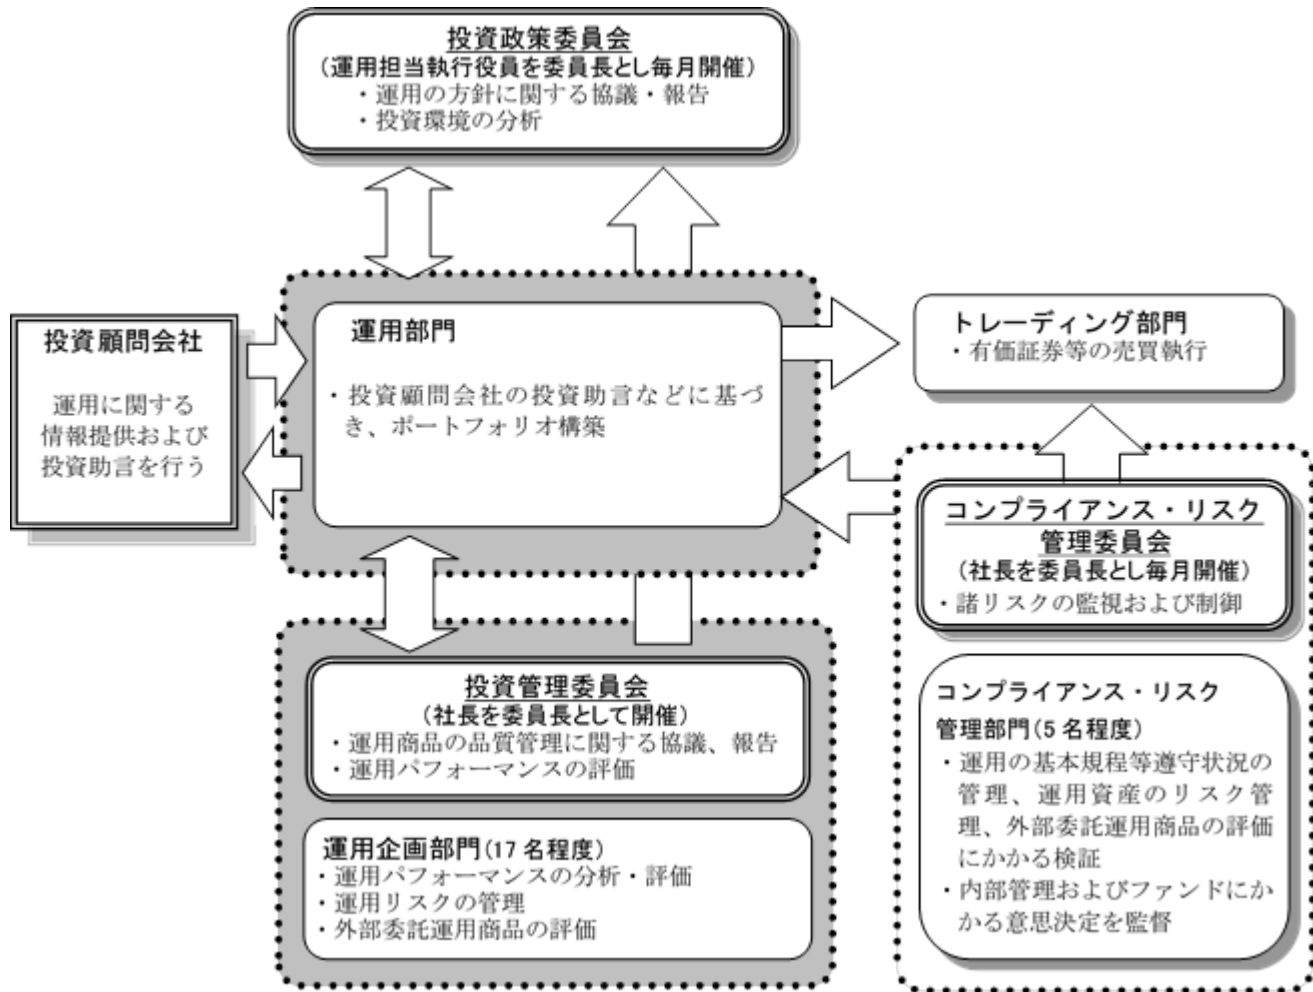 投資政策委員会
(運用担当執行役員を委員長とし毎月開催)
・運用の方針に関する協議・報告
・投資環境の分析
投資顧問会社
運用に関する
情報提供および
投資助言を行う
運用部門
・投資顧問会社の投資助言などに基づ
き、ポートフォリオ構築
トレーディング部門
・有価証券等の売買執行
コンプライアンス・リスク
管理委員会
(社長を委員長とし毎月開催)
・諸リスクの監視および制御
コンプライアンス・リスク
管理部門(5名程度)
・運用の基本規程等遵守状況の
管理、運用資産のリスク管
理、外部委託運用商品の評価
にかかる検証
・内部管理およびファンドにか
かる意思決定を監督
投資管理委員会
(社長を委員長として開催)
・運用商品の品質管理に関する協議、報告
・運用パフォーマンスの評価
運用企画部門(17名程度)
・運用パフォーマンスの分析・評価
・運用リスクの管理
・外部委託運用商品の評価